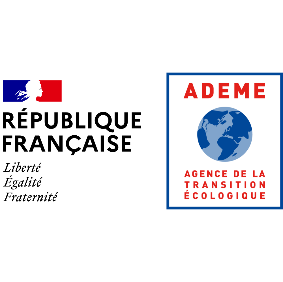 RÉPUBLIQUE
FRANÇAISE
Liberté
Égalité
Fraternité
ADEME
AGENCE DE LA
TRANSITION
ÉCOLOGIQUE